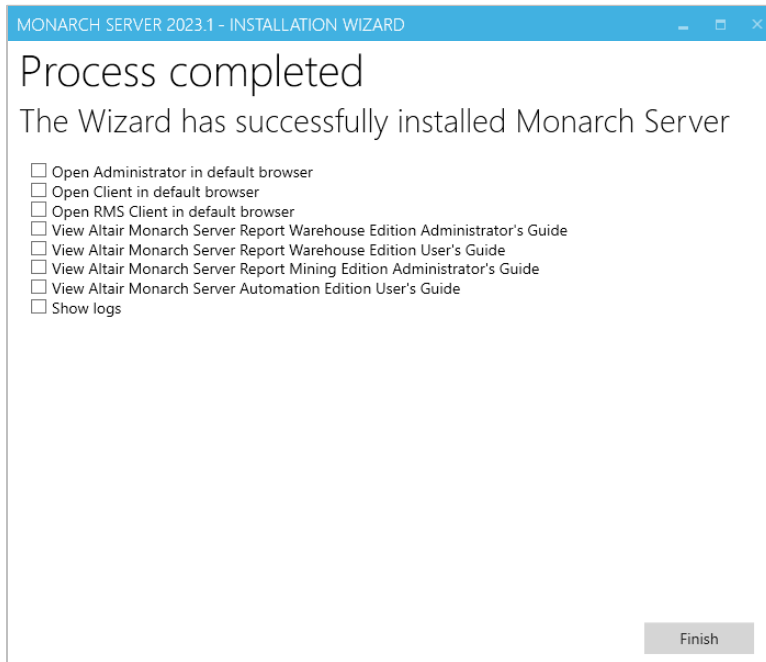 MONARCH SERVER 2023.1 - INSTALLATION WIZARD
Process completed
The Wizard has successfully installed Monarch Server
Open Administrator in default browser
Open Client in default browser
Open RMS Client in default browser
View Altair Monarch Server Report Warehouse Edition Administrator's Guide
View Altair Monarch Server Report Warehouse Edition User's Guide
View Altair Monarch Server Report Mining Edition Administrator's Guide
View Altair Monarch Server Automation Edition User's Guide
Show logs
Finish